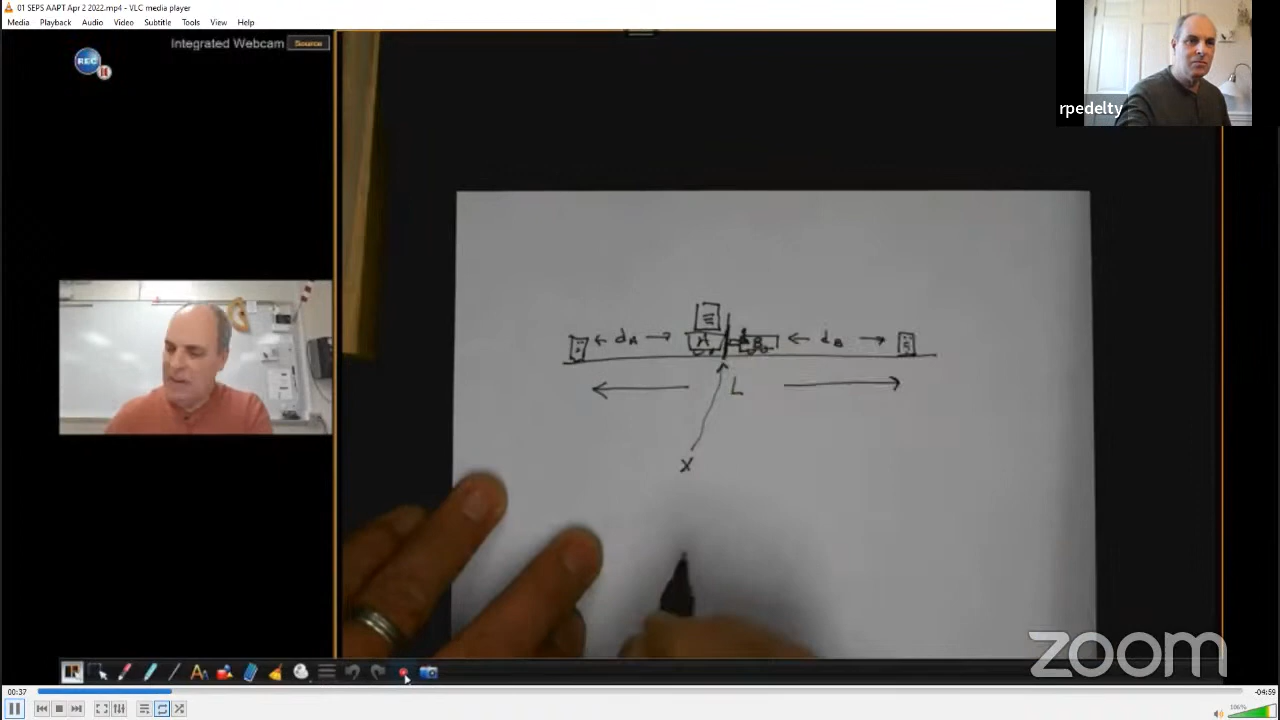 01 SEPS AAPT Apr 2 2022.mp4 - VLC media player
Media Playback Audio Video Subtitle Tools View Help
Integrated Webcam Source
REC
rpedelty
A ← dA → B ← dB →
L
x
zoom
00:37 -04:59
106%